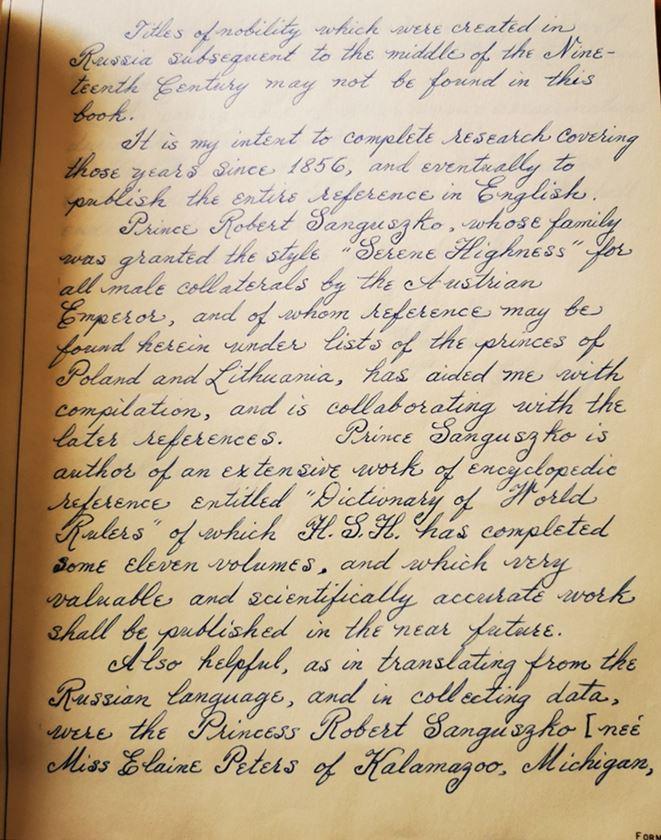 Titles of nobility which were created in
Russia subsequent to the middle of the Nine-
teenth Century may not be found in this
book.
It is my intent to complete research covering
those years since 1856, and eventually to
publish the entire reference in English.
Prince Robert Sanguszko, whose family
was granted the style "Serene Highness" for
all male collaterals by the Austrian
Emperor, and of whom reference may be
found herein under lists of the princes of
Poland and Lithuania, has aided me with
compilation, and is collaborating with the
later references. Prince Sanguszko is
author of an extensive work of encyclopedic
reference entitled "Dictionary of World
Rulers" of which H.S.H. has completed
some eleven volumes, and which very
valuable and scientifically accurate work
shall be published in the near future.
Also helpful, as in translating from the
Russian language, and in collecting data,
were the Princess Robert Sanguszko [neé
Miss Elaine Peters of Kalamazoo, Michigan,
FORM